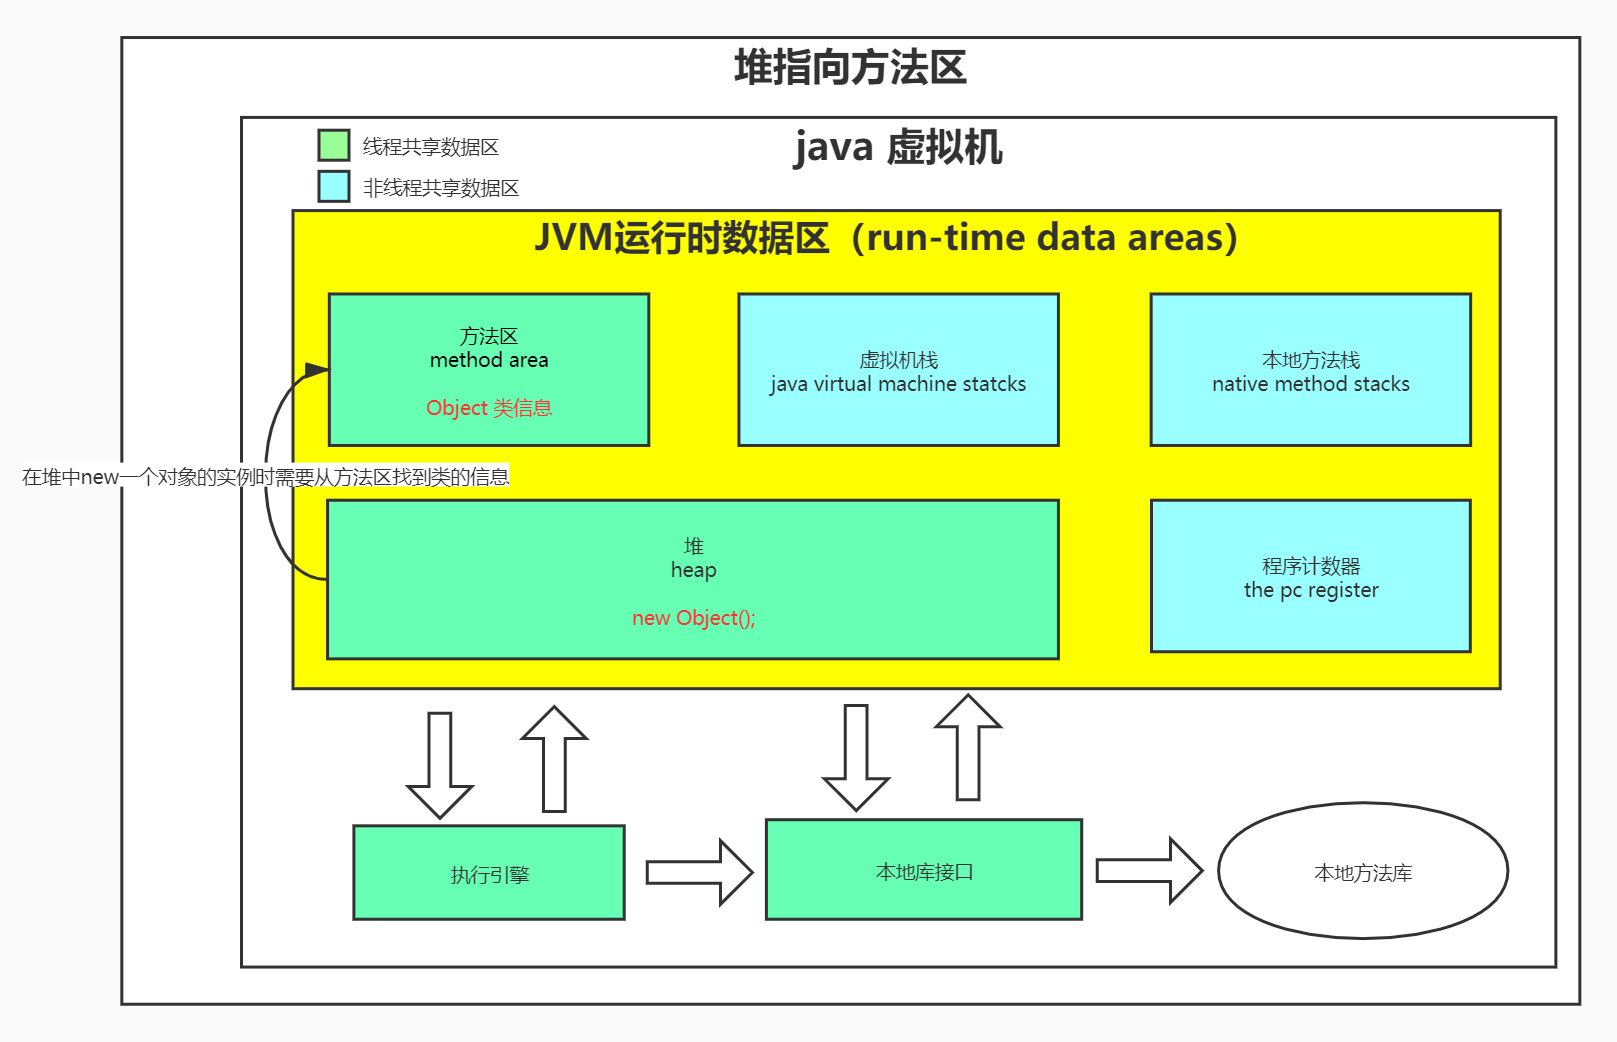 堆指向方法区
java 虚拟机
线程共享数据区
非线程共享数据区
JVM运行时数据区（run-time data areas）
方法区
method area
Object 类信息
虚拟机栈
java virtual machine statcks
本地方法栈
native method stacks
在堆中new一个对象的实例时需要从方法区找到类的信息
堆
heap
new Object();
程序计数器
the pc register
执行引擎
本地库接口
本地方法库